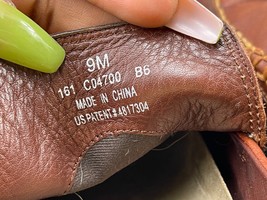 9M
161 C04700 B6
MADE IN CHINA
US PATENT# 4817304